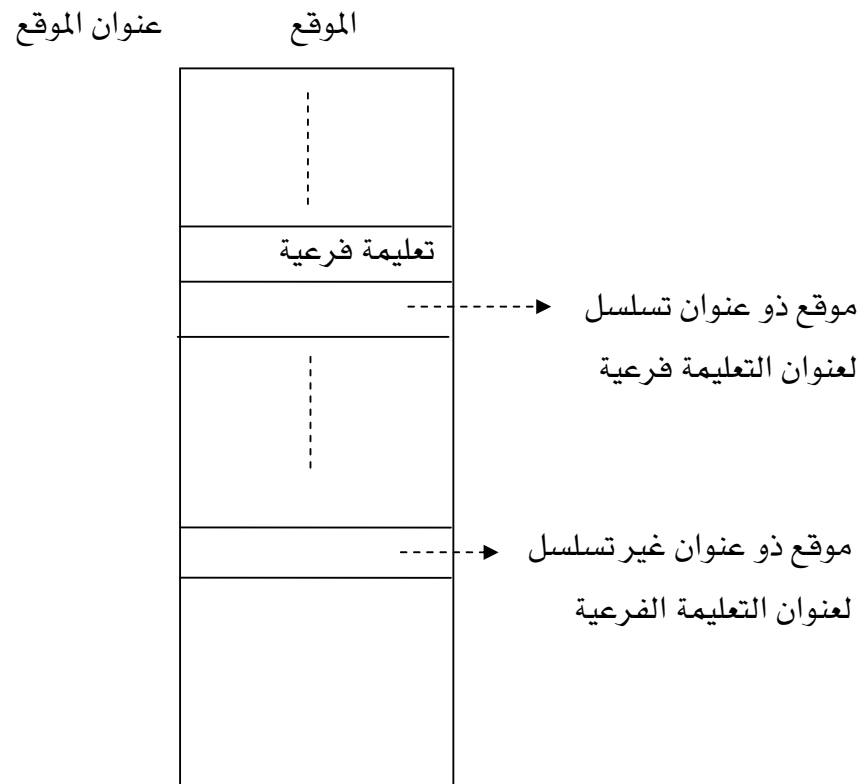 الموقع عنوان الموقع
تعليمة فرعية
موقع ذو عنوان تسلسل
لعنوان التعليمة فرعية
موقع ذو عنوان غير تسلسل
لعنوان التعليمة الفرعية